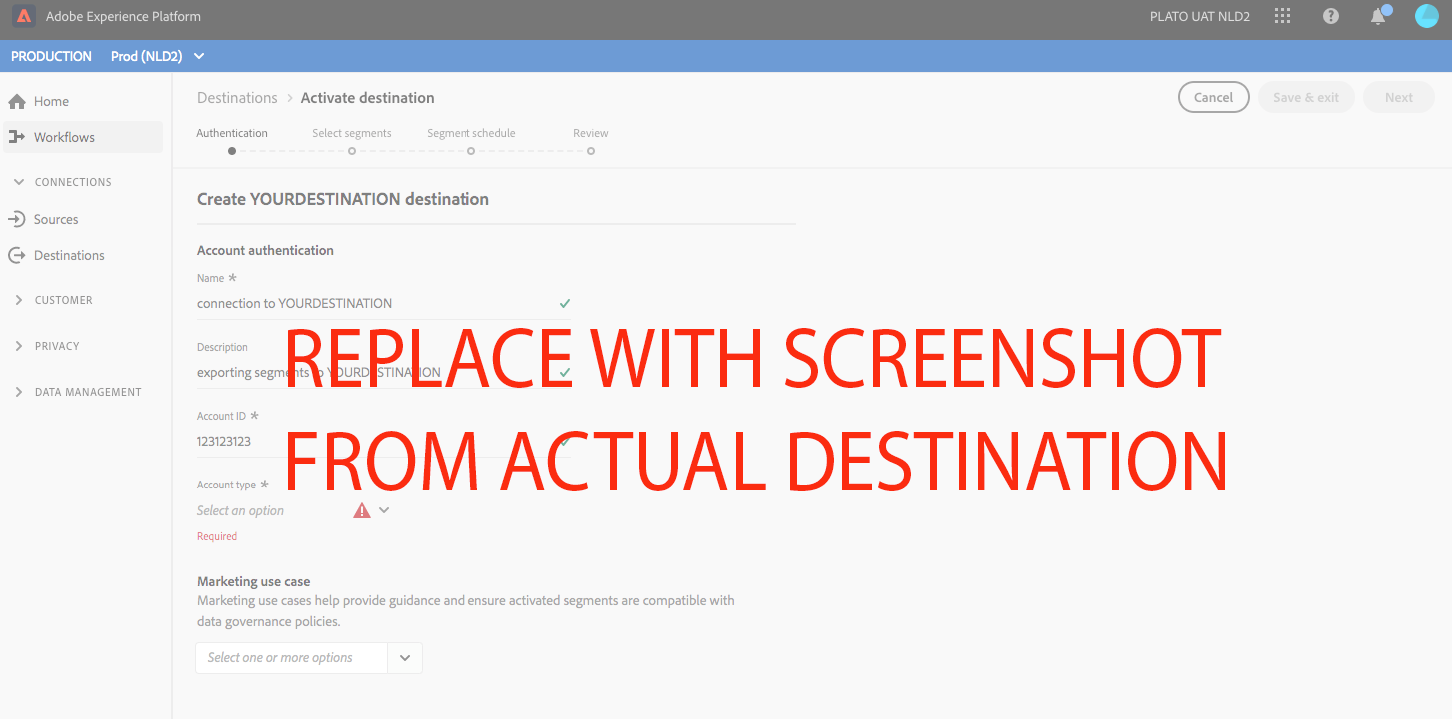 Adobe Experience Platform
PLATO UAT NLD2
PRODUCTION Prod (NLD2)
Home
Workflows
CONNECTIONS
Sources
Destinations
CUSTOMER
PRIVACY
DATA MANAGEMENT
Destinations > Activate destination
Cancel Save & exit Next
Authentication Select segments Segment schedule Review
Create YOURDESTINATION destination
Account authentication
Name *
connection to YOURDESTINATION
Description
exporting segments to YOURDESTINATION
REPLACE WITH SCREENSHOT
Account ID *
123123123
FROM ACTUAL DESTINATION
Account type *
Select an option
Required
Marketing use case
Marketing use cases help provide guidance and ensure activated segments are compatible with
data governance policies.
Select one or more options